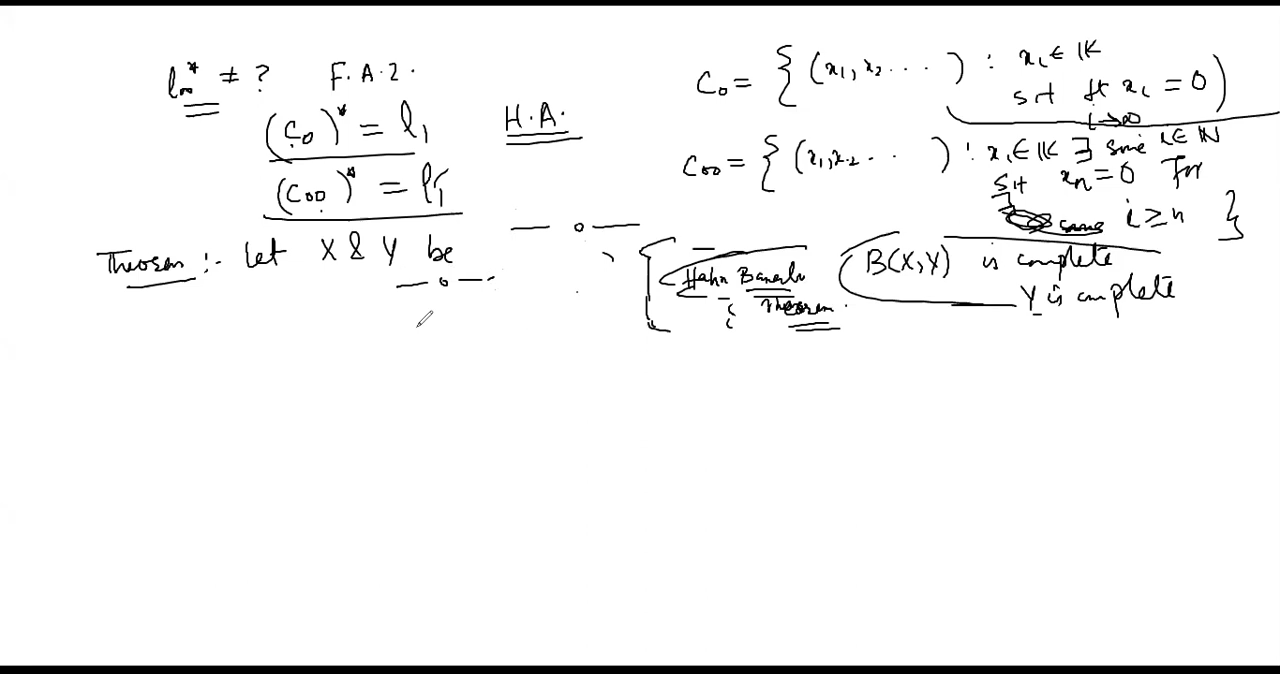 l∞* ≠ ? F.A.2.
(C₀)* = l₁
H.A.
(C₀₀)* = l₁
Theorem :- Let X & Y be
C₀ = { (x₁, x₂ ... ) : xᵢ ∈ K
s.t lt xᵢ = 0 )
i→∞
C₀₀ = { (x₁, x₂ ... ) : xᵢ ∈ K ∃ some i ∈ N
s.t xₙ = 0 for
some i ≥ n }
Hahn Banach
Theorem.
B(X, Y) is complete
Y is complete